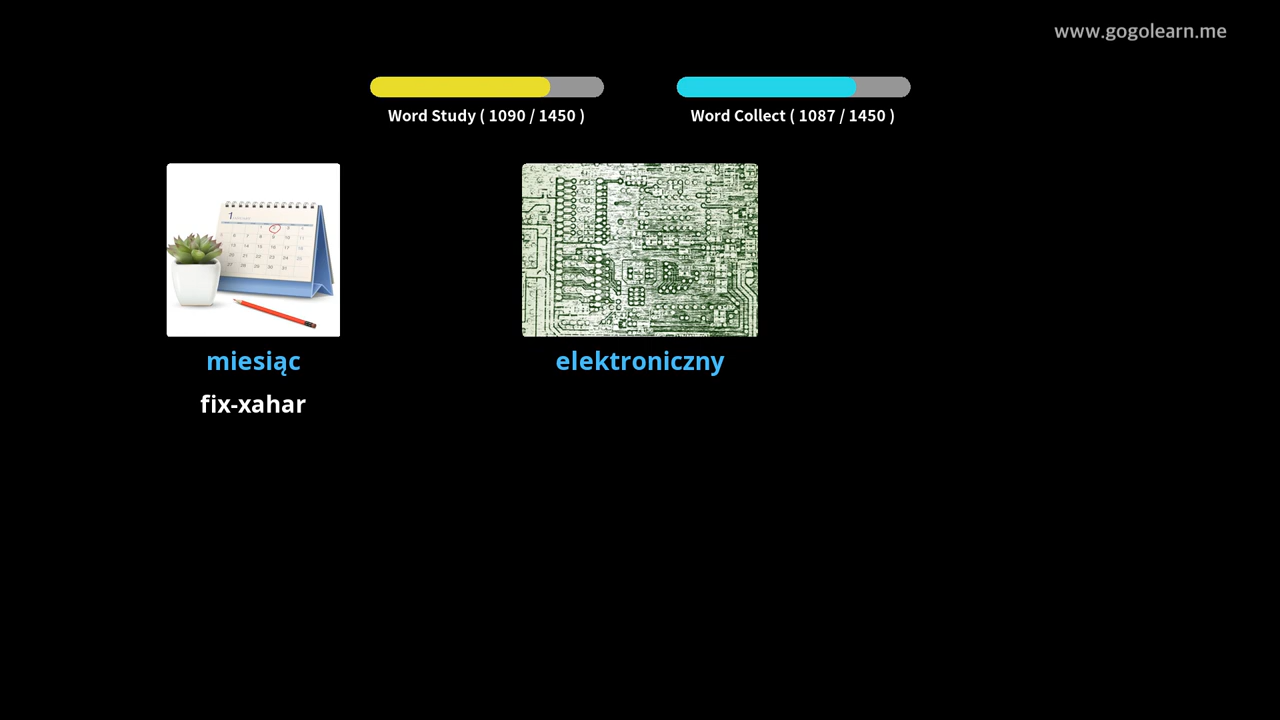 www.gogolearn.me
Word Study ( 1090 / 1450 )
Word Collect ( 1087 / 1450 )
miesiąc
elektroniczny
fix-xahar